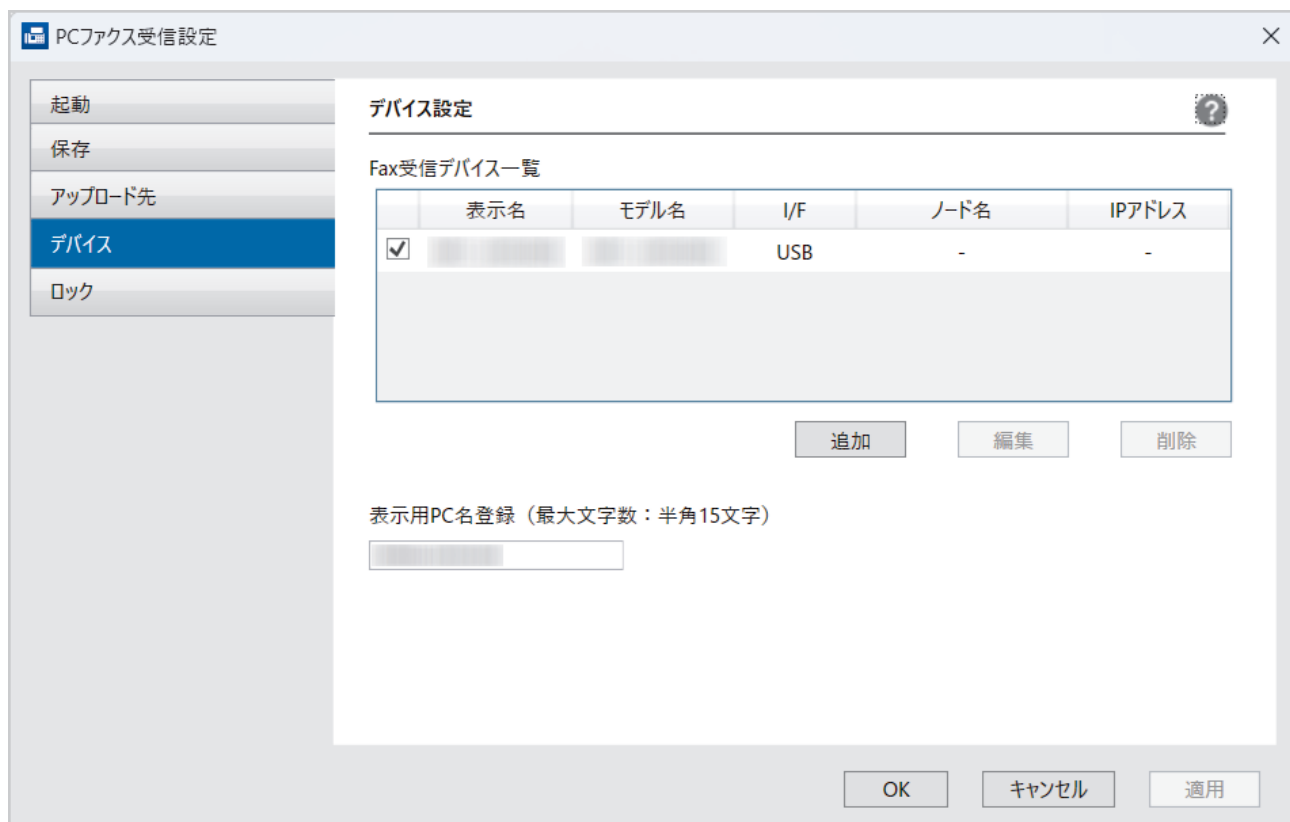 PCファクス受信設定
起動
保存
アップロード先
デバイス
ロック
デバイス設定
?
Fax受信デバイス一覧
表示名 モデル名 I/F ノード名 IPアドレス
USB - -
追加 編集 削除
表示用PC名登録（最大文字数：半角15文字）
OK キャンセル 適用